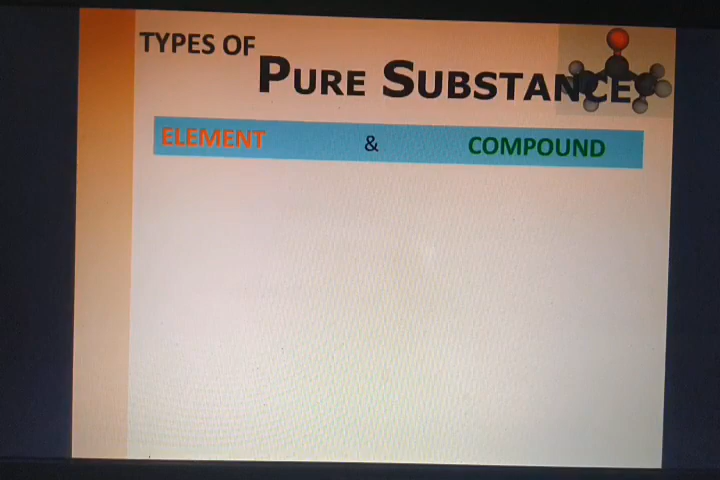 TYPES OF
PURE SUBSTANCE
ELEMENT & COMPOUND